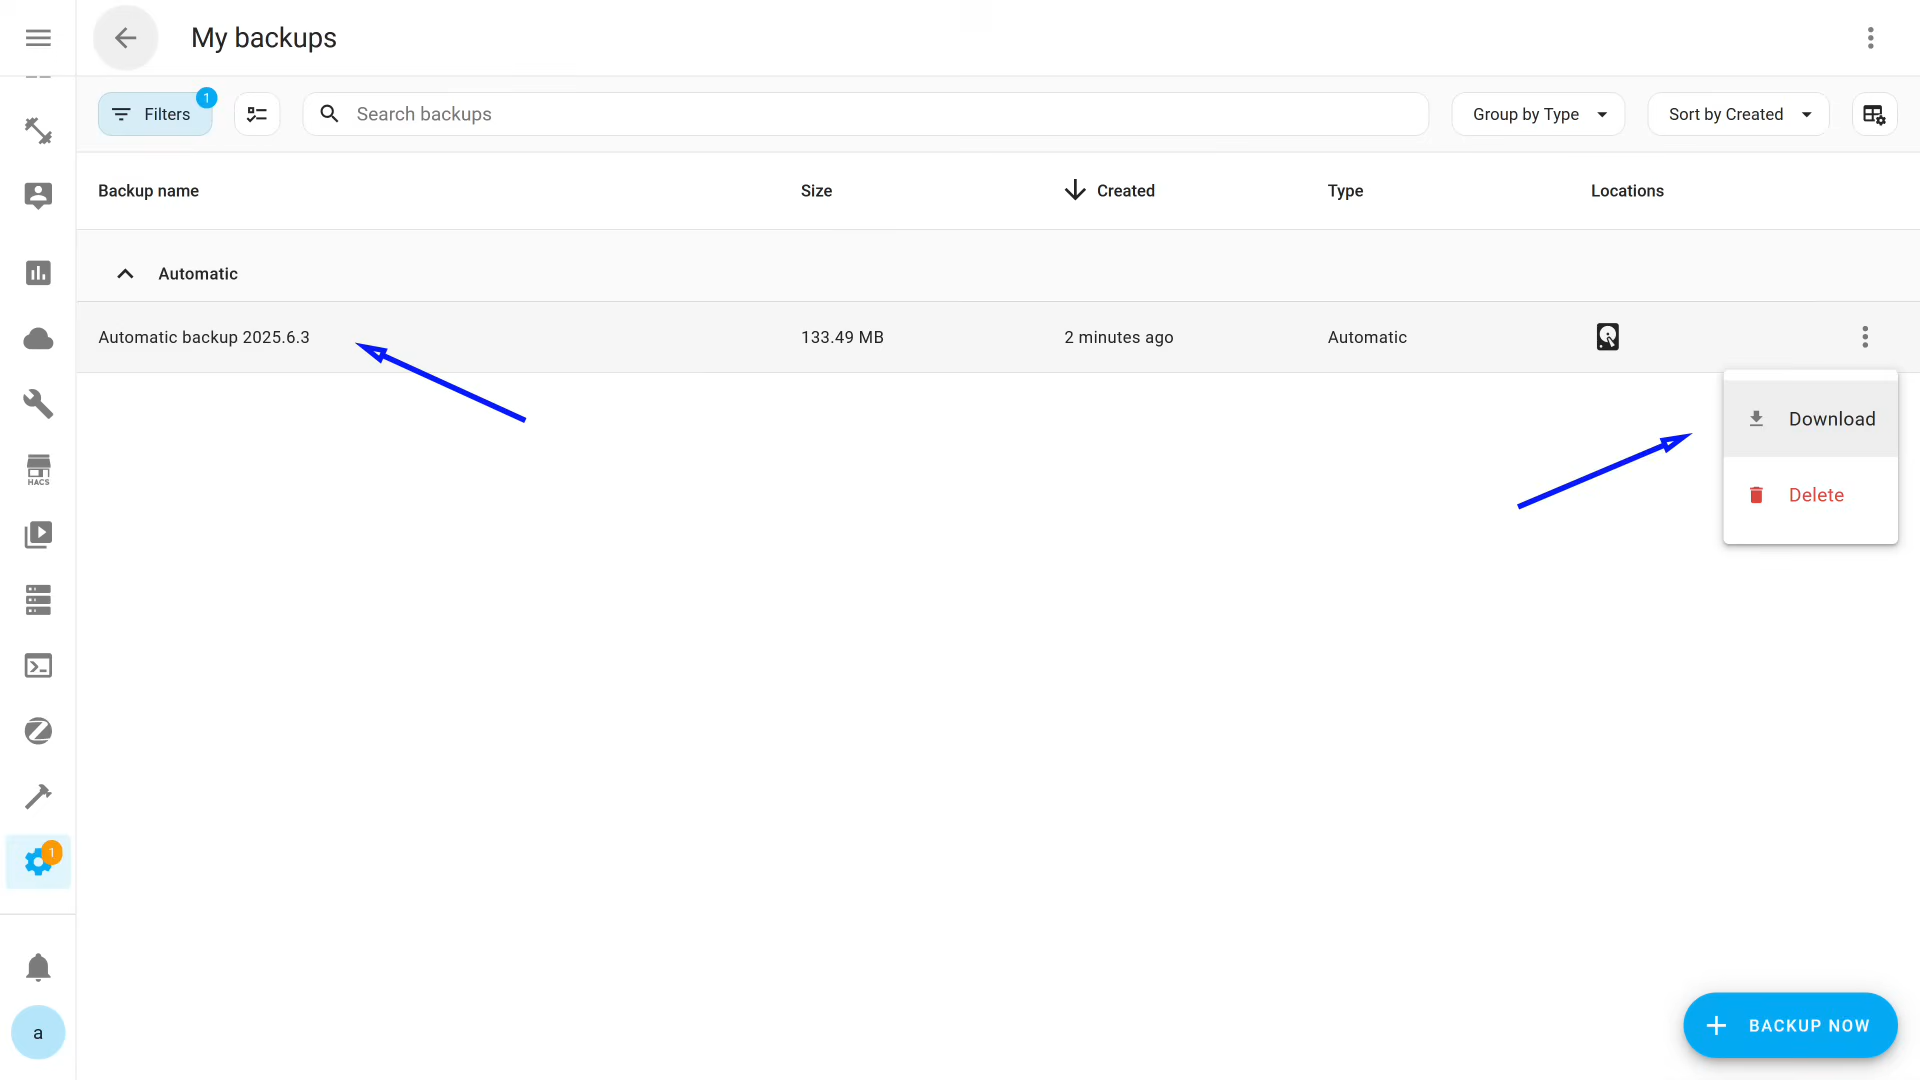 My backups
Filters
1
Search backups
Group by Type
Sort by Created
Backup name
Size
Created
Type
Locations
Automatic
Automatic backup 2025.6.3
133.49 MB
2 minutes ago
Automatic
Download
Delete
HACS
1
a
BACKUP NOW